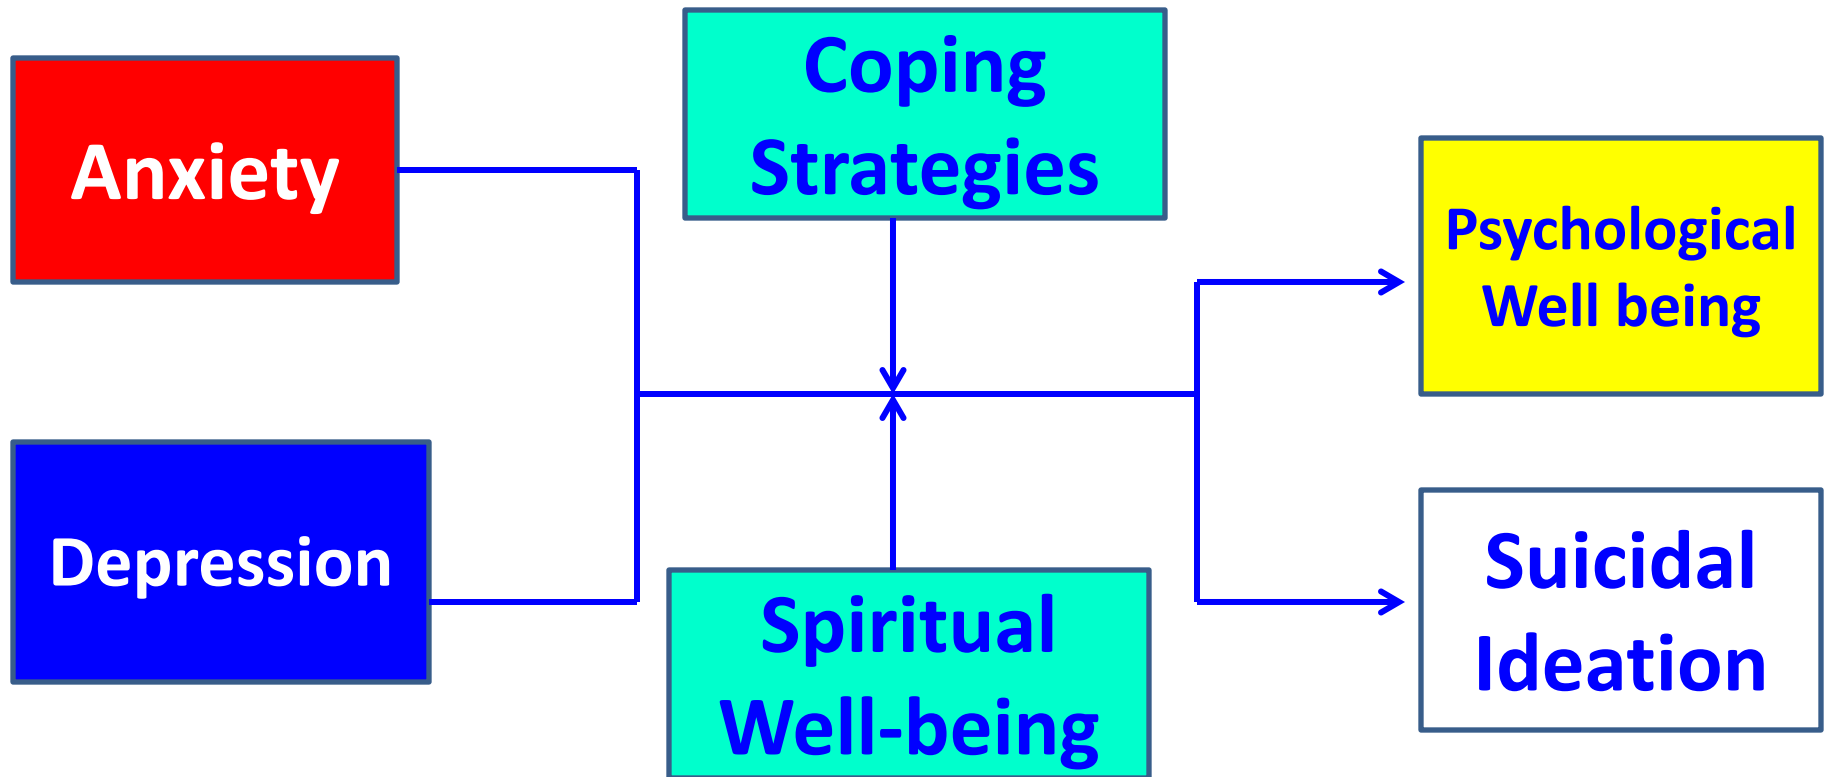 Anxiety
Coping
Strategies
Psychological
Well being
Depression
Spiritual
Well-being
Suicidal
Ideation